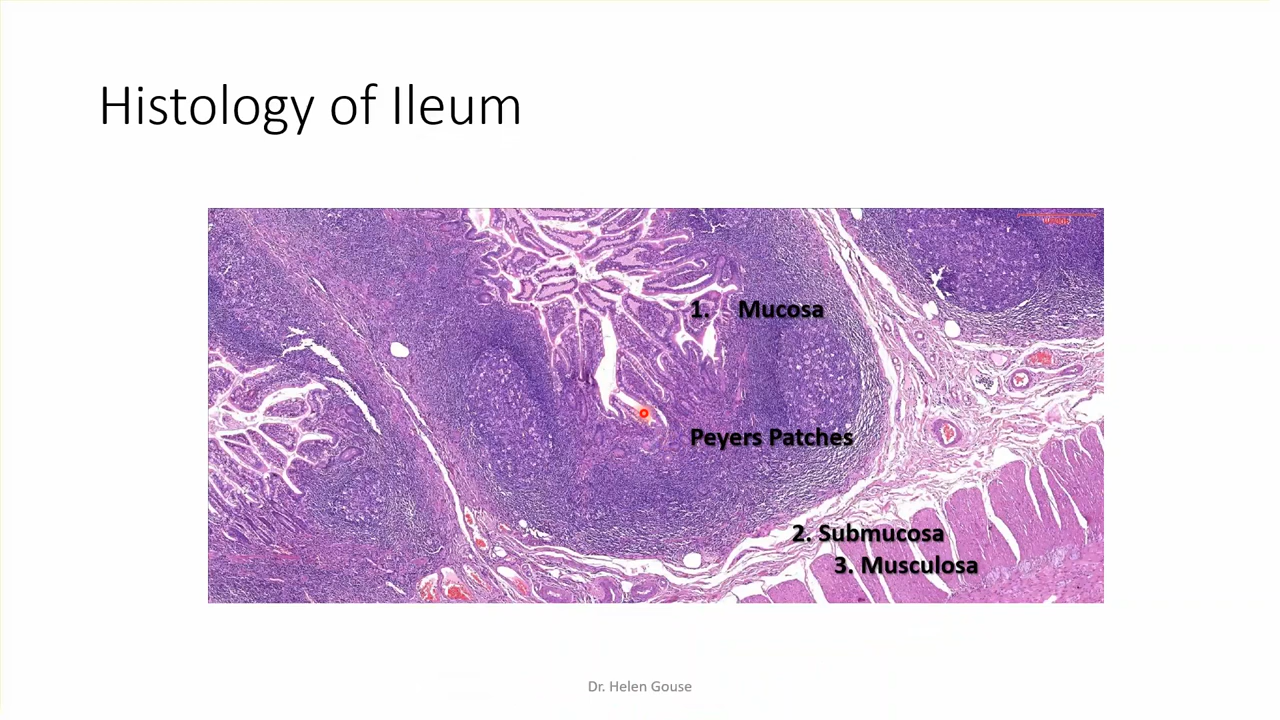 Histology of Ileum
1. Mucosa
Peyers Patches
2. Submucosa
3. Musculosa
Dr. Helen Gouse